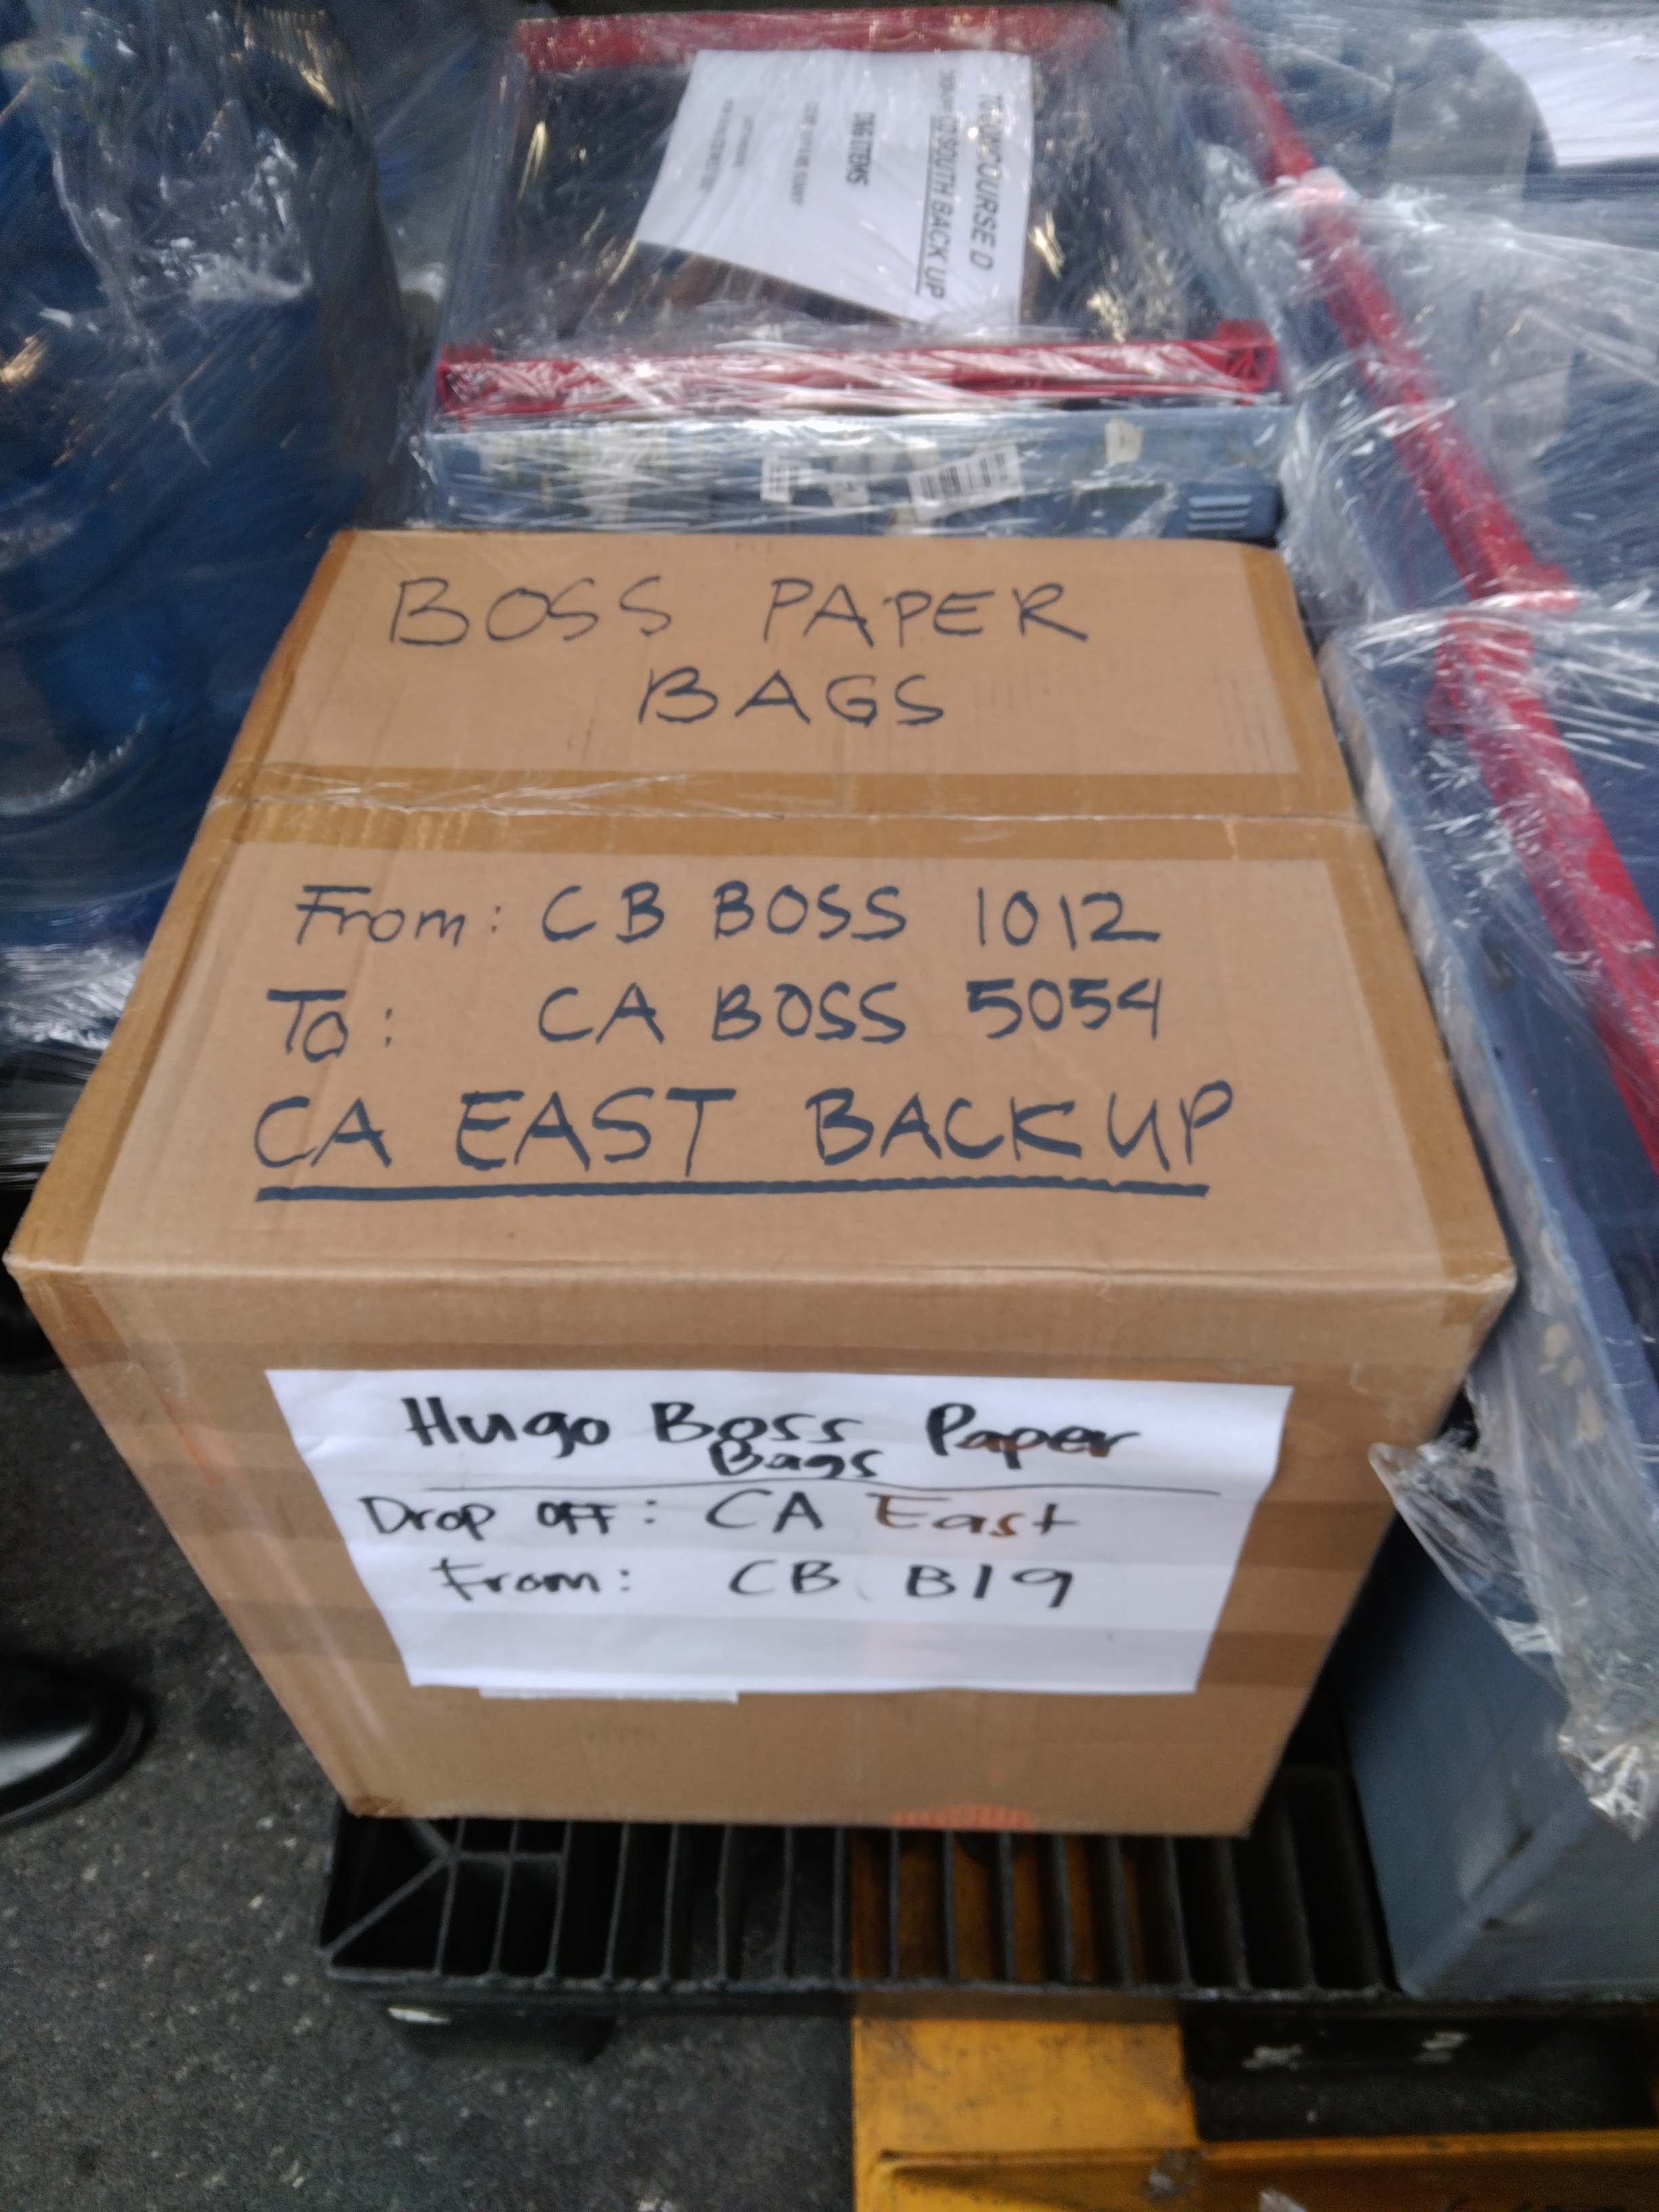 BOSS PAPER
BAGS
From: CB BOSS 1012
To: CA BOSS 5054
CA EAST BACKUP
Hugo Boss Paper
Bags
Drop OFF: CA East
From: CB B19
CONCOURSE D
SOUTH BACK UP